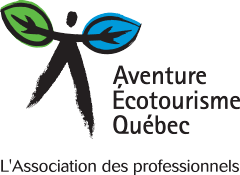 Aventure
Écotourisme
Québec
L'Association des professionnels